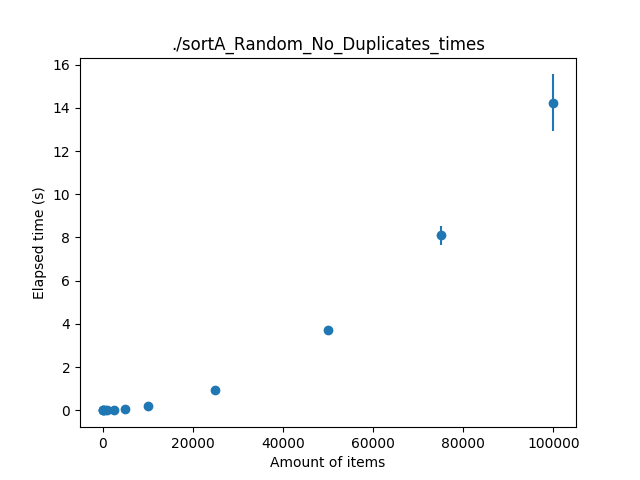 ./sortA_Random_No_Duplicates_times
16
14
12
10
8
6
4
2
0
Elapsed time (s)
0 20000 40000 60000 80000 100000
Amount of items